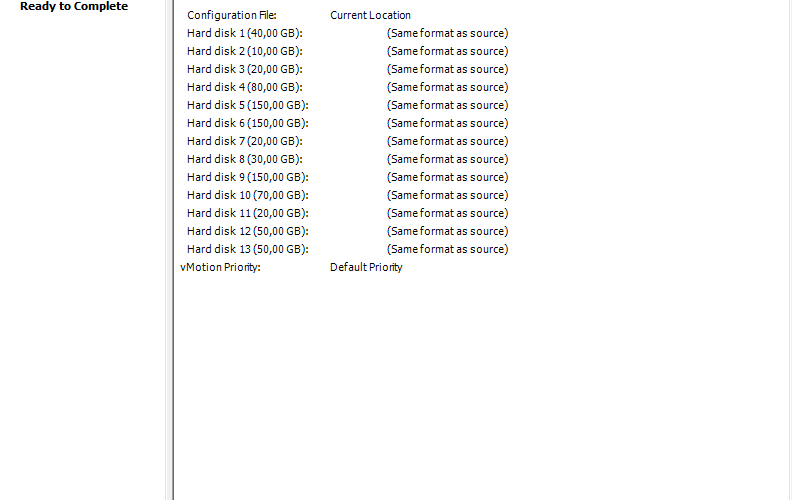 Ready to Complete
Configuration File: Current Location
Hard disk 1 (40,00 GB): (Same format as source)
Hard disk 2 (10,00 GB): (Same format as source)
Hard disk 3 (20,00 GB): (Same format as source)
Hard disk 4 (80,00 GB): (Same format as source)
Hard disk 5 (150,00 GB): (Same format as source)
Hard disk 6 (150,00 GB): (Same format as source)
Hard disk 7 (20,00 GB): (Same format as source)
Hard disk 8 (30,00 GB): (Same format as source)
Hard disk 9 (150,00 GB): (Same format as source)
Hard disk 10 (70,00 GB): (Same format as source)
Hard disk 11 (20,00 GB): (Same format as source)
Hard disk 12 (50,00 GB): (Same format as source)
Hard disk 13 (50,00 GB): (Same format as source)
vMotion Priority: Default Priority